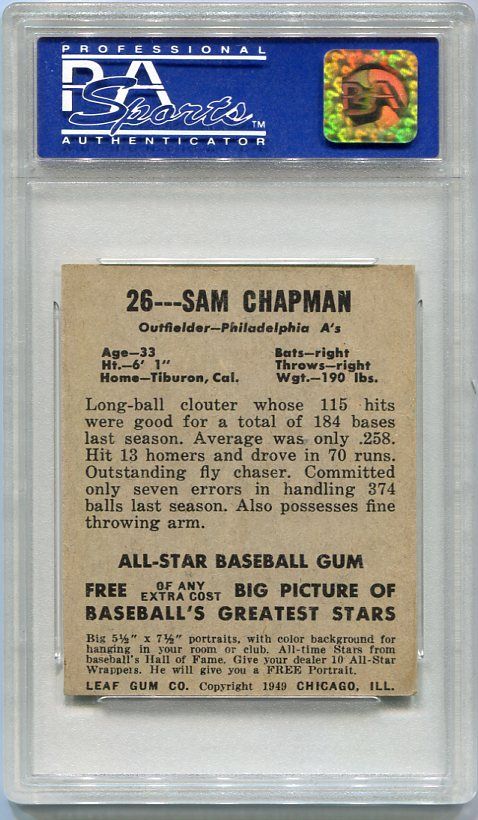 PROFESSIONAL
PSA
Sports™
AUTHENTICATOR
PSA
26---SAM CHAPMAN
Outfielder—Philadelphia A's
Age—33 Bats—right
Ht.—6' 1" Throws—right
Home—Tiburon, Cal. Wgt.—190 lbs.
Long-ball clouter whose 115 hits
were good for a total of 184 bases
last season. Average was only .258.
Hit 13 homers and drove in 70 runs.
Outstanding fly chaser. Committed
only seven errors in handling 374
balls last season. Also possesses fine
throwing arm.
ALL-STAR BASEBALL GUM
FREE OF ANY EXTRA COST BIG PICTURE OF
BASEBALL'S GREATEST STARS
Big 5½" x 7½" portraits, with color background for
hanging in your room or club. All-time Stars from
baseball's Hall of Fame. Give your dealer 10 All-Star
Wrappers. He will give you a FREE Portrait.
LEAF GUM CO. Copyright 1949 CHICAGO, ILL.